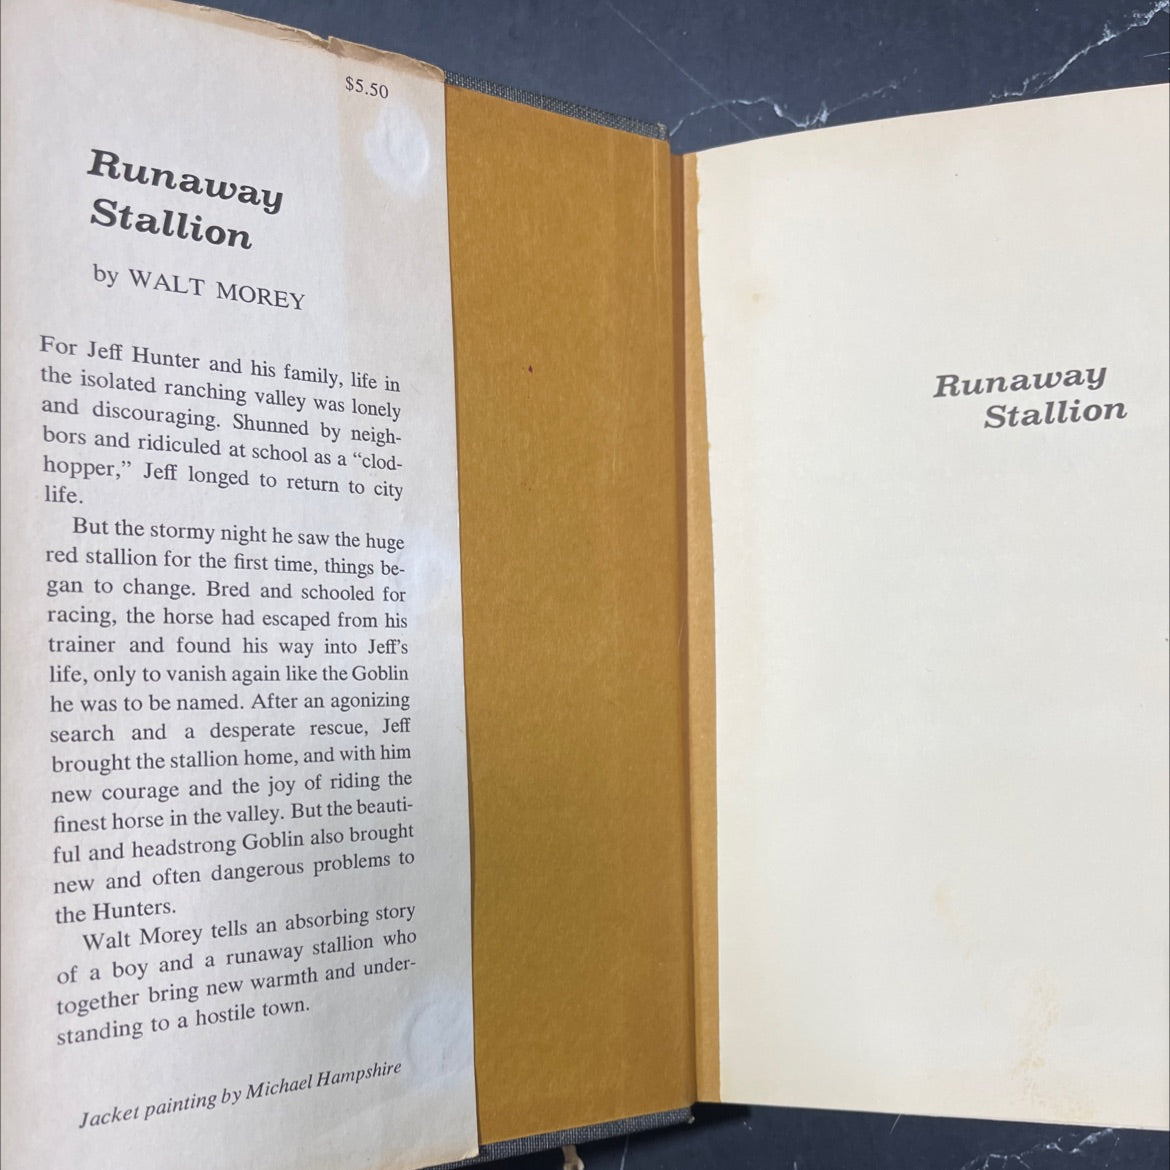 $5.50
Runaway
Stallion
by WALT MOREY
For Jeff Hunter and his family, life in
the isolated ranching valley was lonely
and discouraging. Shunned by neigh-
bors and ridiculed at school as a “clod-
hopper,” Jeff longed to return to city
life.
But the stormy night he saw the huge
red stallion for the first time, things be-
gan to change. Bred and schooled for
racing, the horse had escaped from his
trainer and found his way into Jeff’s
life, only to vanish again like the Goblin
he was to be named. After an agonizing
search and a desperate rescue, Jeff
brought the stallion home, and with him
new courage and the joy of riding the
finest horse in the valley. But the beauti-
ful and headstrong Goblin also brought
new and often dangerous problems to
the Hunters.
Walt Morey tells an absorbing story
of a boy and a runaway stallion who
together bring new warmth and under-
standing to a hostile town.
Jacket painting by Michael Hampshire
Runaway
Stallion